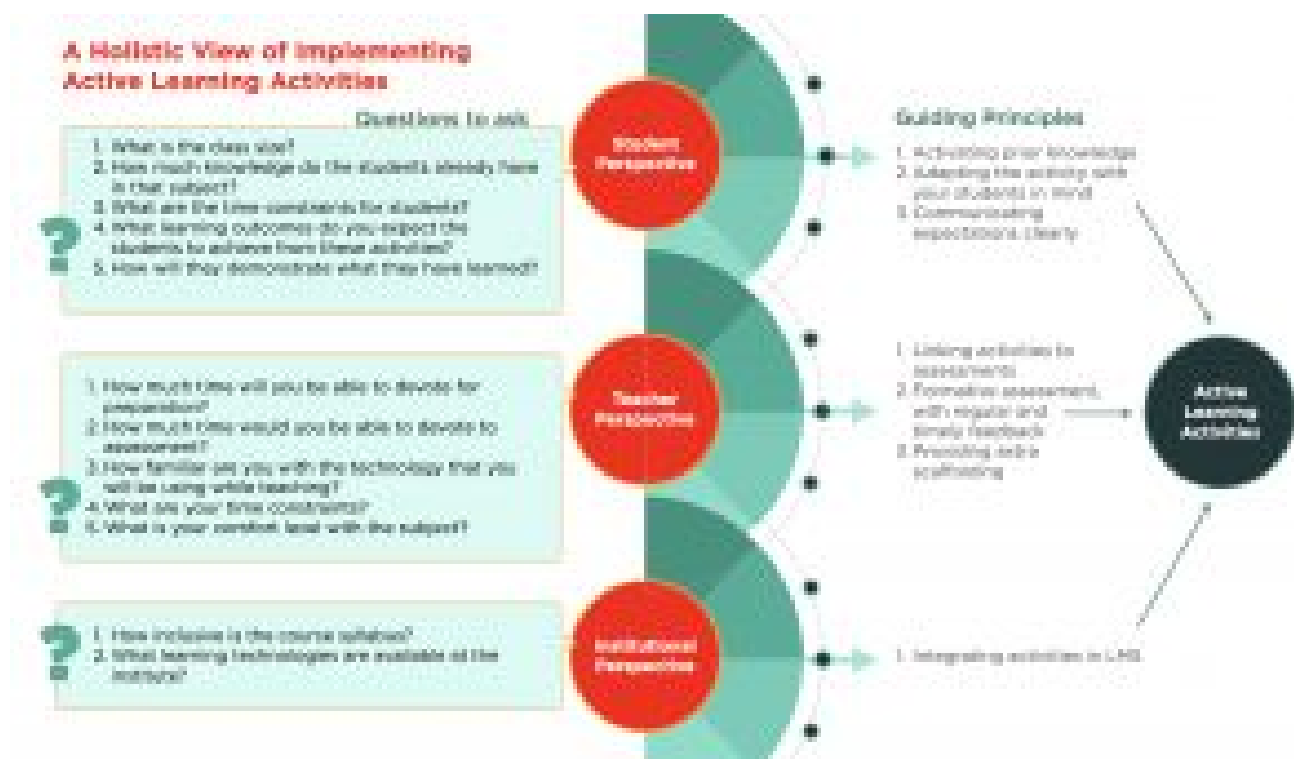 A Holistic View of Implementing
Active Learning Activities
Questions to ask
1. What is the class size?
2. How much knowledge do the students already have
in that subject?
3. What are the time constraints for students?
4. What learning outcomes do you expect the
students to achieve from these activities?
5. How will they demonstrate what they have learned?
Student
Perspective
Guiding Principles
1. Activating prior knowledge
2. Adapting the activity with
your students in mind
3. Communicating
expectations clearly
1. How much time will you be able to devote for
preparation?
2. How much time would you be able to devote to
assessment?
3. How familiar are you with the technology that you
will be using while teaching?
4. What are your time constraints?
5. What is your comfort level with the subject?
Teacher
Perspective
1. Linking activities to
assessments
2. Formative assessment,
with regular and
timely feedback
3. Providing extra
scaffolding
Active
Learning
Activities
1. How inclusive is the course syllabus?
2. What learning technologies are available at the
institute?
Institutional
Perspective
1. Integrating activities in LMS